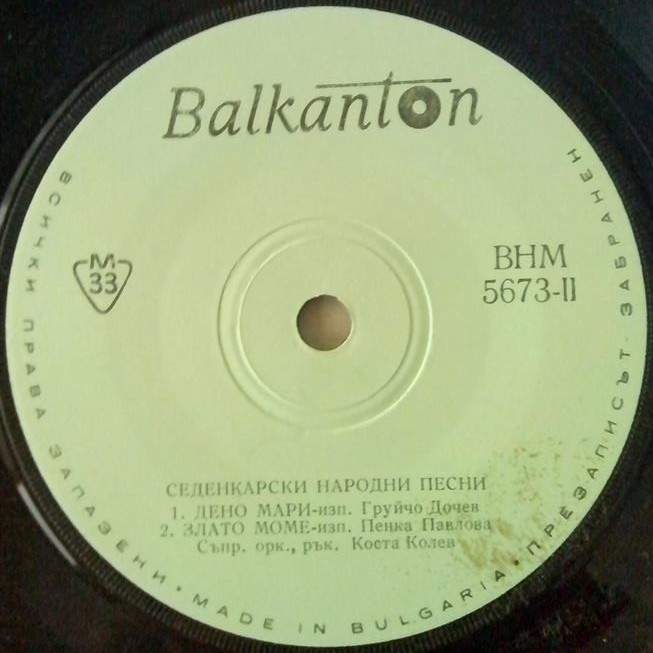 Balkanton
М
33
ВНМ
5673-II
СЕДЕНКАРСКИ НАРОДНИ ПЕСНИ
1. ДЕНО МАРИ-изп. Груйчо Дочев
2. ЗЛАТО МОМЕ-изп. Пенка Павлова
Съпр. орк., рък. Коста Колев
ВСИЧКИ ПРАВА ЗАПАЗЕНИ • MADE IN BULGARIA • ПРЕЗАПИСЪТ ЗАБРАНЕН